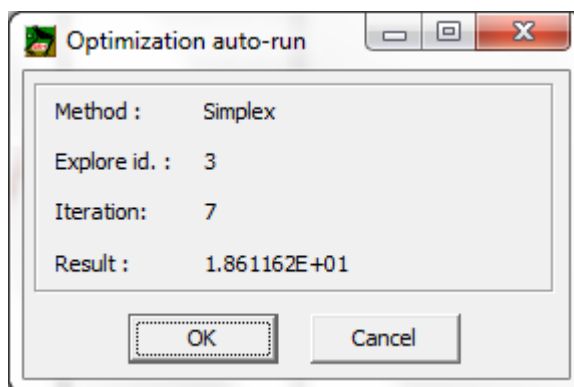 Optimization auto-run
Method : Simplex
Explore id. : 3
Iteration: 7
Result : 1.861162E+01
OK Cancel